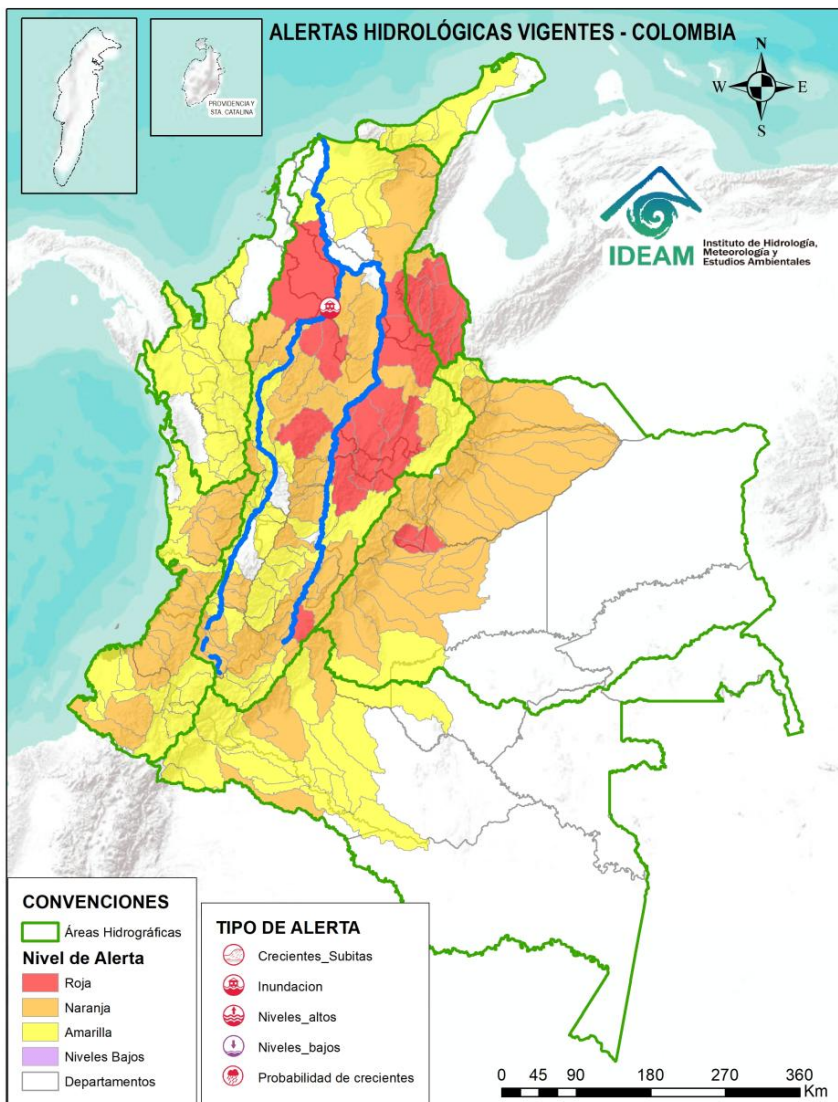 ALERTAS HIDROLÓGICAS VIGENTES - COLOMBIA
PROVIDENCIA Y
STA. CATALINA
N
W
E
S
IDEAM
Instituto de Hidrología,
Meteorología y
Estudios Ambientales
CONVENCIONES
Áreas Hidrográficas
Nivel de Alerta
Roja
Naranja
Amarilla
Niveles Bajos
Departamentos
TIPO DE ALERTA
Crecientes_Subitas
Inundacion
Niveles_altos
Niveles_bajos
Probabilidad de crecientes
0 45 90 180 270 360
Km